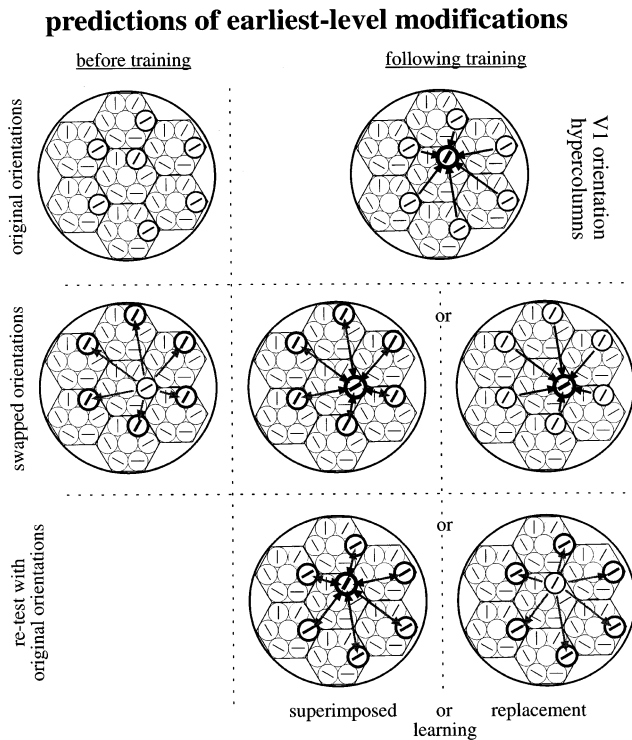 predictions of earliest-level modifications
before training
following training
original orientations
V1 orientation
hypercolumns
swapped orientations
or
re-test with
original orientations
or
superimposed or replacement
learning